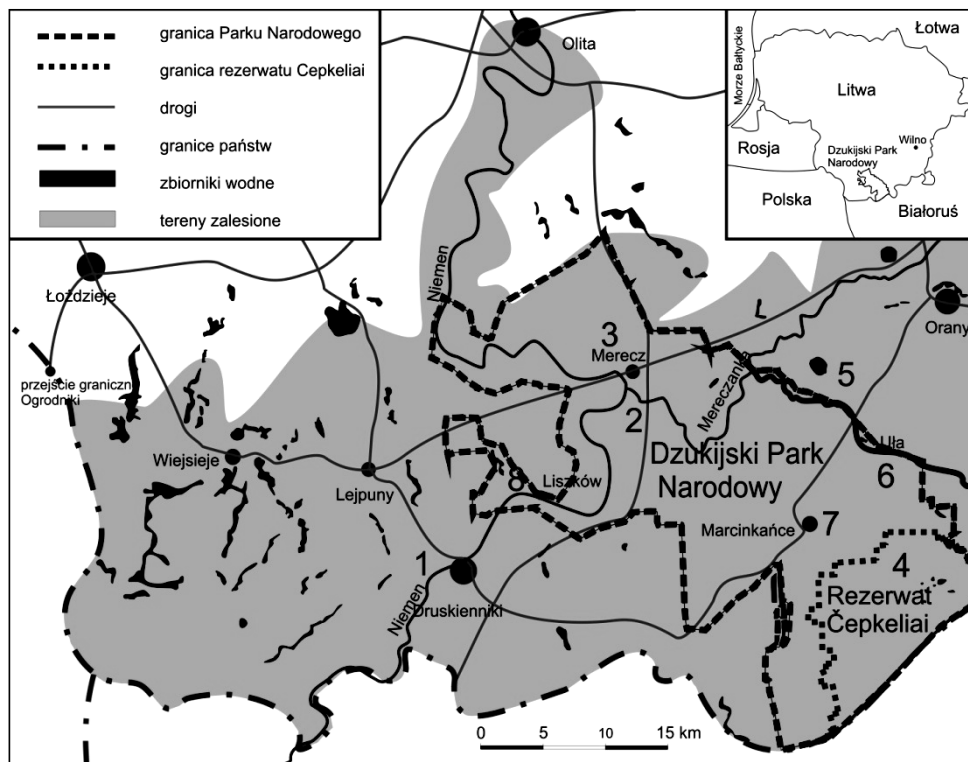 granica Parku Narodowego
granica rezerwatu Cepkeliai
drogi
granice państw
zbiorniki wodne
tereny zalesione
Olita
Morze Bałtyckie
Łotwa
Litwa
Wilno
Rosja
Dzukijski Park
Narodowy
Polska
Białoruś
Niemen
Łoździeje
Orany
3
Merecz
przejście graniczn
Ogrodniki
Mereczanka
5
2
Uła
Wiejsieje
Lejpuny
8
Liszków
Dzukijski Park
Narodowy
6
Marcinkańce
7
1
4
Rezerwat
Čepkeliai
Druskienniki
Niemen
0 5 10 15 km